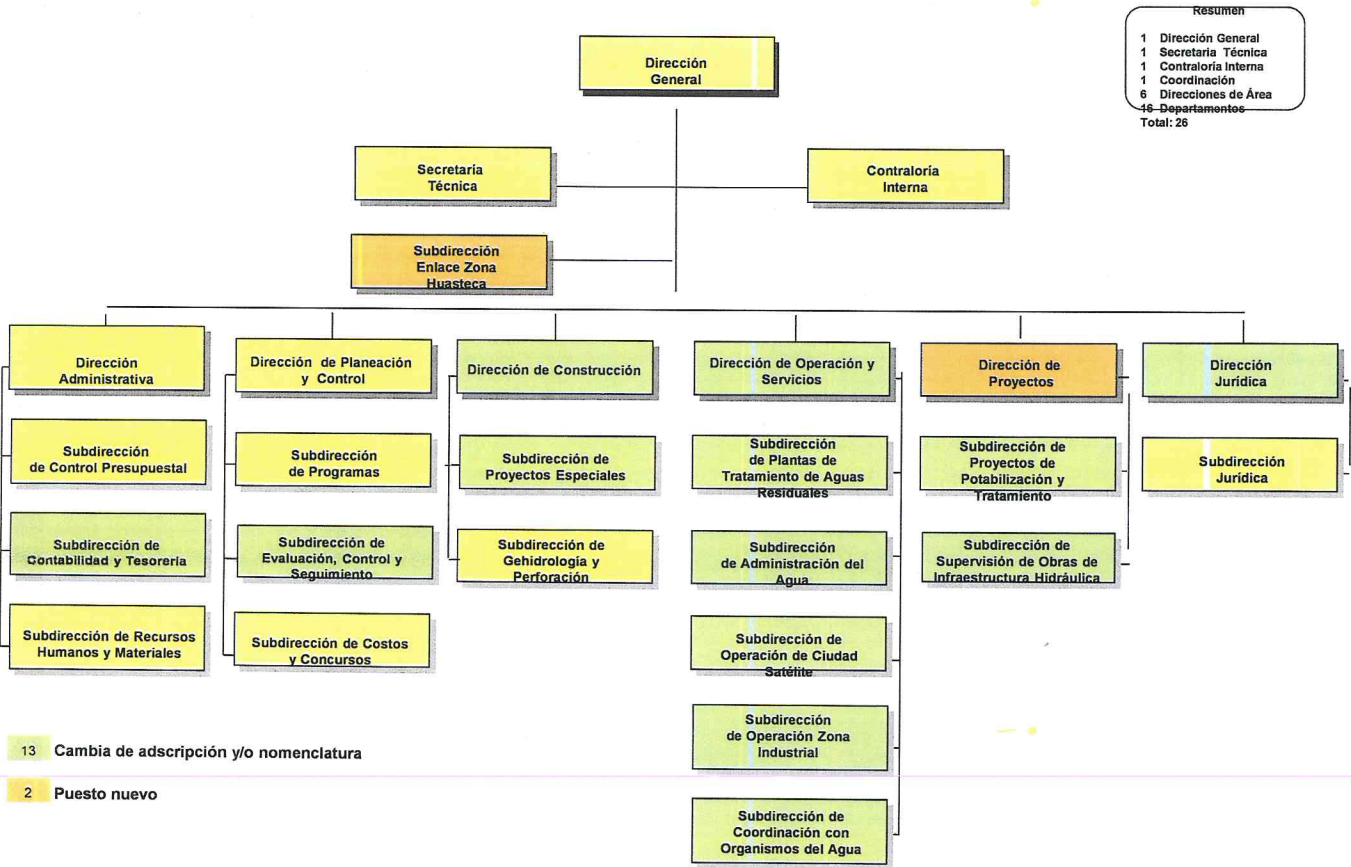 Resumen
1 Dirección General
1 Secretaria Técnica
1 Contraloría Interna
1 Coordinación
6 Direcciones de Área
16 Departamentos
Total: 26
Dirección
General
Secretaría
Técnica
Contraloría
Interna
Subdirección
Enlace Zona
Huasteca
Dirección
Administrativa
Subdirección
de Control Presupuestal
Subdirección de
Contabilidad y Tesorería
Subdirección de Recursos
Humanos y Materiales
Dirección de Planeación
y Control
Subdirección
de Programas
Subdirección de
Evaluación, Control y
Seguimiento
Subdirección de Costos
y Concursos
Dirección de Construcción
Subdirección de
Proyectos Especiales
Subdirección de
Gehidrología y
Perforación
Dirección de Operación y
Servicios
Subdirección
de Plantas de
Tratamiento de Aguas
Residuales
Subdirección
de Administración del
Agua
Subdirección de
Operación de Ciudad
Satélite
Subdirección
de Operación Zona
Industrial
Subdirección de
Coordinación con
Organismos del Agua
Dirección de
Proyectos
Subdirección de
Proyectos de
Potabilización y
Tratamiento
Subdirección de
Supervisión de Obras de
Infraestructura Hidráulica
Dirección
Jurídica
Subdirección
Jurídica
13 Cambia de adscripción y/o nomenclatura
2 Puesto nuevo